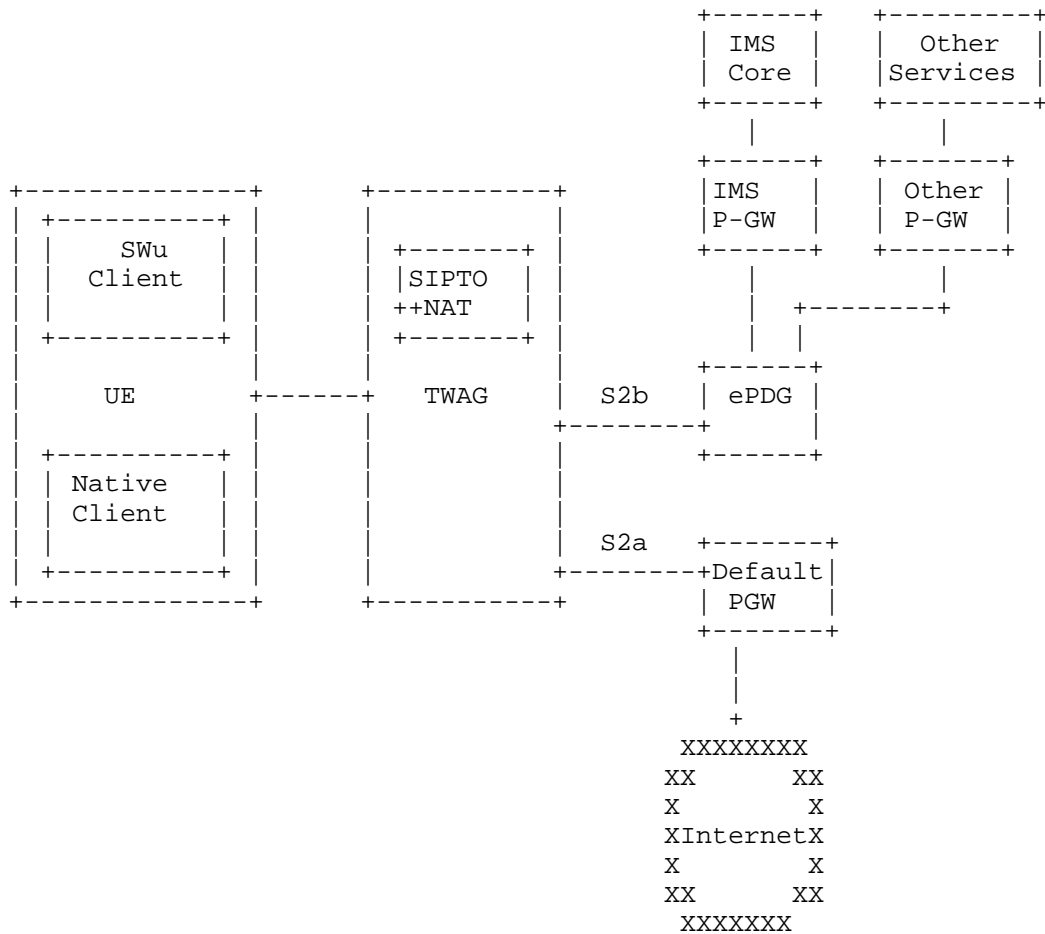 IMS Other
Core Services
IMS Other
P-GW P-GW
SWu
Client
SIPTO
NAT
UE TWAG S2b ePDG
Native
Client
S2a
Default
PGW
Internet